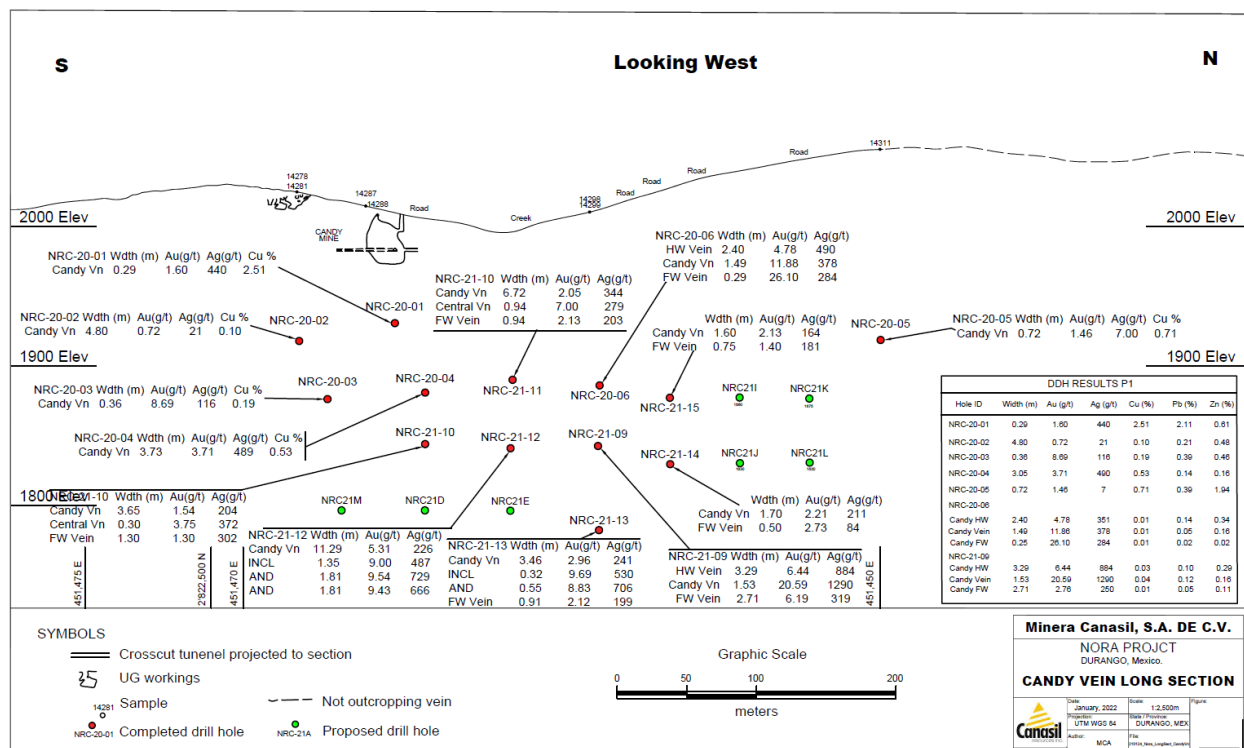 S
Looking West
N
14311
Road
Road
Road
Road
Road
14278
14281
14287
14288
Road
Creek
14298
14299
2000 Elev
2000 Elev
CANDY
MINE
NRC-20-01 Wdth (m) Au(g/t) Ag(g/t) Cu %
Candy Vn 0.29 1.60 440 2.51
NRC-20-06 Wdth (m) Au(g/t) Ag(g/t)
HW Vein 2.40 4.78 490
Candy Vn 1.49 11.88 378
FW Vein 0.29 26.10 284
NRC-21-10 Wdth (m) Au(g/t) Ag(g/t)
Candy Vn 6.72 2.05 344
Central Vn 0.94 7.00 279
FW Vein 0.94 2.13 203
NRC-20-01
NRC-20-02 Wdth (m) Au(g/t) Ag(g/t) Cu %
Candy Vn 4.80 0.72 21 0.10
NRC-20-02
Wdth (m) Au(g/t) Ag(g/t)
Candy Vn 1.60 2.13 164
FW Vein 0.75 1.40 181
NRC-20-05
NRC-20-05 Wdth (m) Au(g/t) Ag(g/t) Cu %
Candy Vn 0.72 1.46 7.00 0.71
1900 Elev
1900 Elev
NRC-20-03 Wdth (m) Au(g/t) Ag(g/t) Cu %
Candy Vn 0.36 8.69 116 0.19
NRC-20-03
NRC-20-04
NRC-21-11
NRC-20-06
NRC-21-15
NRC21I
NRC21K
NRC-20-04 Wdth (m) Au(g/t) Ag(g/t) Cu %
Candy Vn 3.73 3.71 489 0.53
NRC-21-10
NRC-21-12
NRC-21-09
NRC-21-14
NRC21J
NRC21L
1800 Elev
NRC-21-10 Wdth (m) Au(g/t) Ag(g/t)
Candy Vn 3.65 1.54 204
Central Vn 0.30 3.75 372
FW Vein 1.30 1.30 302
NRC21M
NRC21D
NRC21E
NRC-21-13
Wdth (m) Au(g/t) Ag(g/t)
Candy Vn 1.70 2.21 211
FW Vein 0.50 2.73 84
NRC-21-12 Wdth (m) Au(g/t) Ag(g/t)
Candy Vn 11.29 5.31 226
INCL 1.35 9.00 487
AND 1.81 9.54 729
AND 1.81 9.43 666
NRC-21-13 Wdth (m) Au(g/t) Ag(g/t)
Candy Vn 3.46 2.96 241
INCL 0.32 9.69 530
AND 0.55 8.83 706
FW Vein 0.91 2.12 199
NRC-21-09 Wdth (m) Au(g/t) Ag(g/t)
HW Vein 3.29 6.44 884
Candy Vn 1.53 20.59 1290
FW Vein 2.71 6.19 319
451,475 E
2'822,500 N
451,470 E
451,450 E
DDH RESULTS P1
Hole ID Width (m) Au (g/t) Ag (g/t) Cu (%) Pb (%) Zn (%)
NRC-20-01 0.29 1.60 440 2.51 2.11 0.61
NRC-20-02 4.80 0.72 21 0.10 0.21 0.48
NRC-20-03 0.36 8.69 116 0.19 0.39 0.46
NRC-20-04 3.05 3.71 490 0.53 0.14 0.16
NRC-20-05 0.72 1.46 7 0.71 0.39 1.94
NRC-20-06
Candy HW 2.40 4.78 351 0.01 0.14 0.34
Candy Vein 1.49 11.86 378 0.01 0.05 0.16
Candy FW 0.25 26.10 284 0.01 0.02 0.02
NRC-21-09
Candy HW 3.29 6.44 884 0.03 0.10 0.29
Candy Vein 1.53 20.59 1290 0.04 0.12 0.16
Candy FW 2.71 2.76 250 0.01 0.05 0.11
SYMBOLS
Crosscut tunenel projected to section
UG workings
14281 Sample
Not outcropping vein
NRC-20-01 Completed drill hole
NRC-21A Proposed drill hole
Graphic Scale
0 50 100 200
meters
Minera Canasil, S.A. DE C.V.
NORA PROJCT
DURANGO, Mexico.
CANDY VEIN LONG SECTION
Canasil
Date: January, 2022
Scale: 1:2,500m
Figure:
Projection: UTM WGS 84
State / Province: DURANGO, MEX
Author: MCA
File: